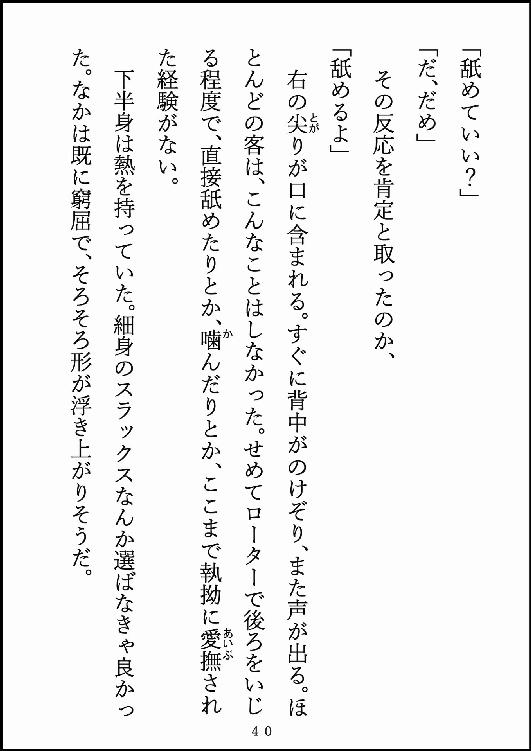 「舐めていい？」
「だ、だめ」
その反応を肯定と取ったのか、
「舐めるよ」
右の尖りが口に含まれる。すぐに背中がのけぞり、また声が出る。ほ
とんどの客は、こんなことはしなかった。せめてローターで後ろをいじ
る程度で、直接舐めたりとか、噛んだりとか、ここまで執拗に愛撫され
た経験がない。
下半身は熱を持っていた。細身のスラックスなんか選ばなきゃ良かっ
た。なかは既に窮屈で、そろそろ形が浮き上がりそうだ。
とが
か
あいぶ
40